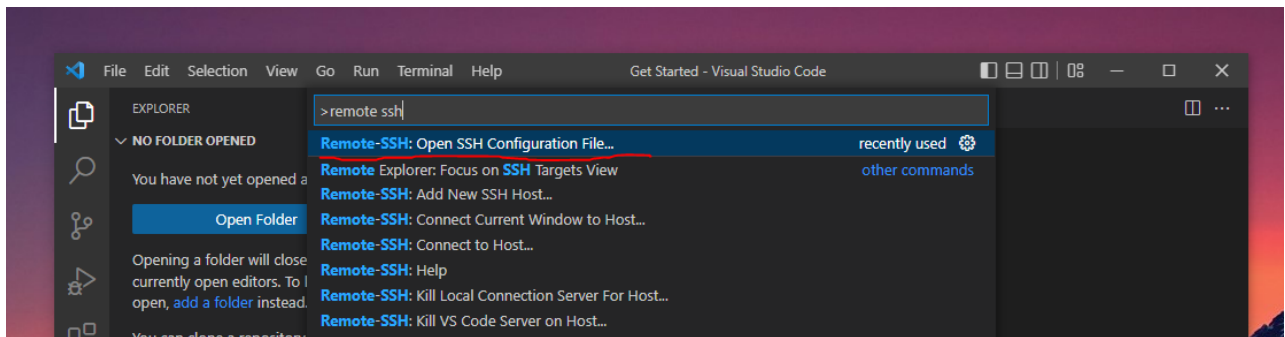 File Edit Selection View Go Run Terminal Help Get Started - Visual Studio Code
EXPLORER
NO FOLDER OPENED
You have not yet opened a
Open Folder
Opening a folder will close
currently open editors. To
open, add a folder instead.
You can clone a repository
>remote ssh
Remote-SSH: Open SSH Configuration File... recently used
Remote Explorer: Focus on SSH Targets View other commands
Remote-SSH: Add New SSH Host...
Remote-SSH: Connect Current Window to Host...
Remote-SSH: Connect to Host...
Remote-SSH: Help
Remote-SSH: Kill Local Connection Server For Host...
Remote-SSH: Kill VS Code Server on Host...